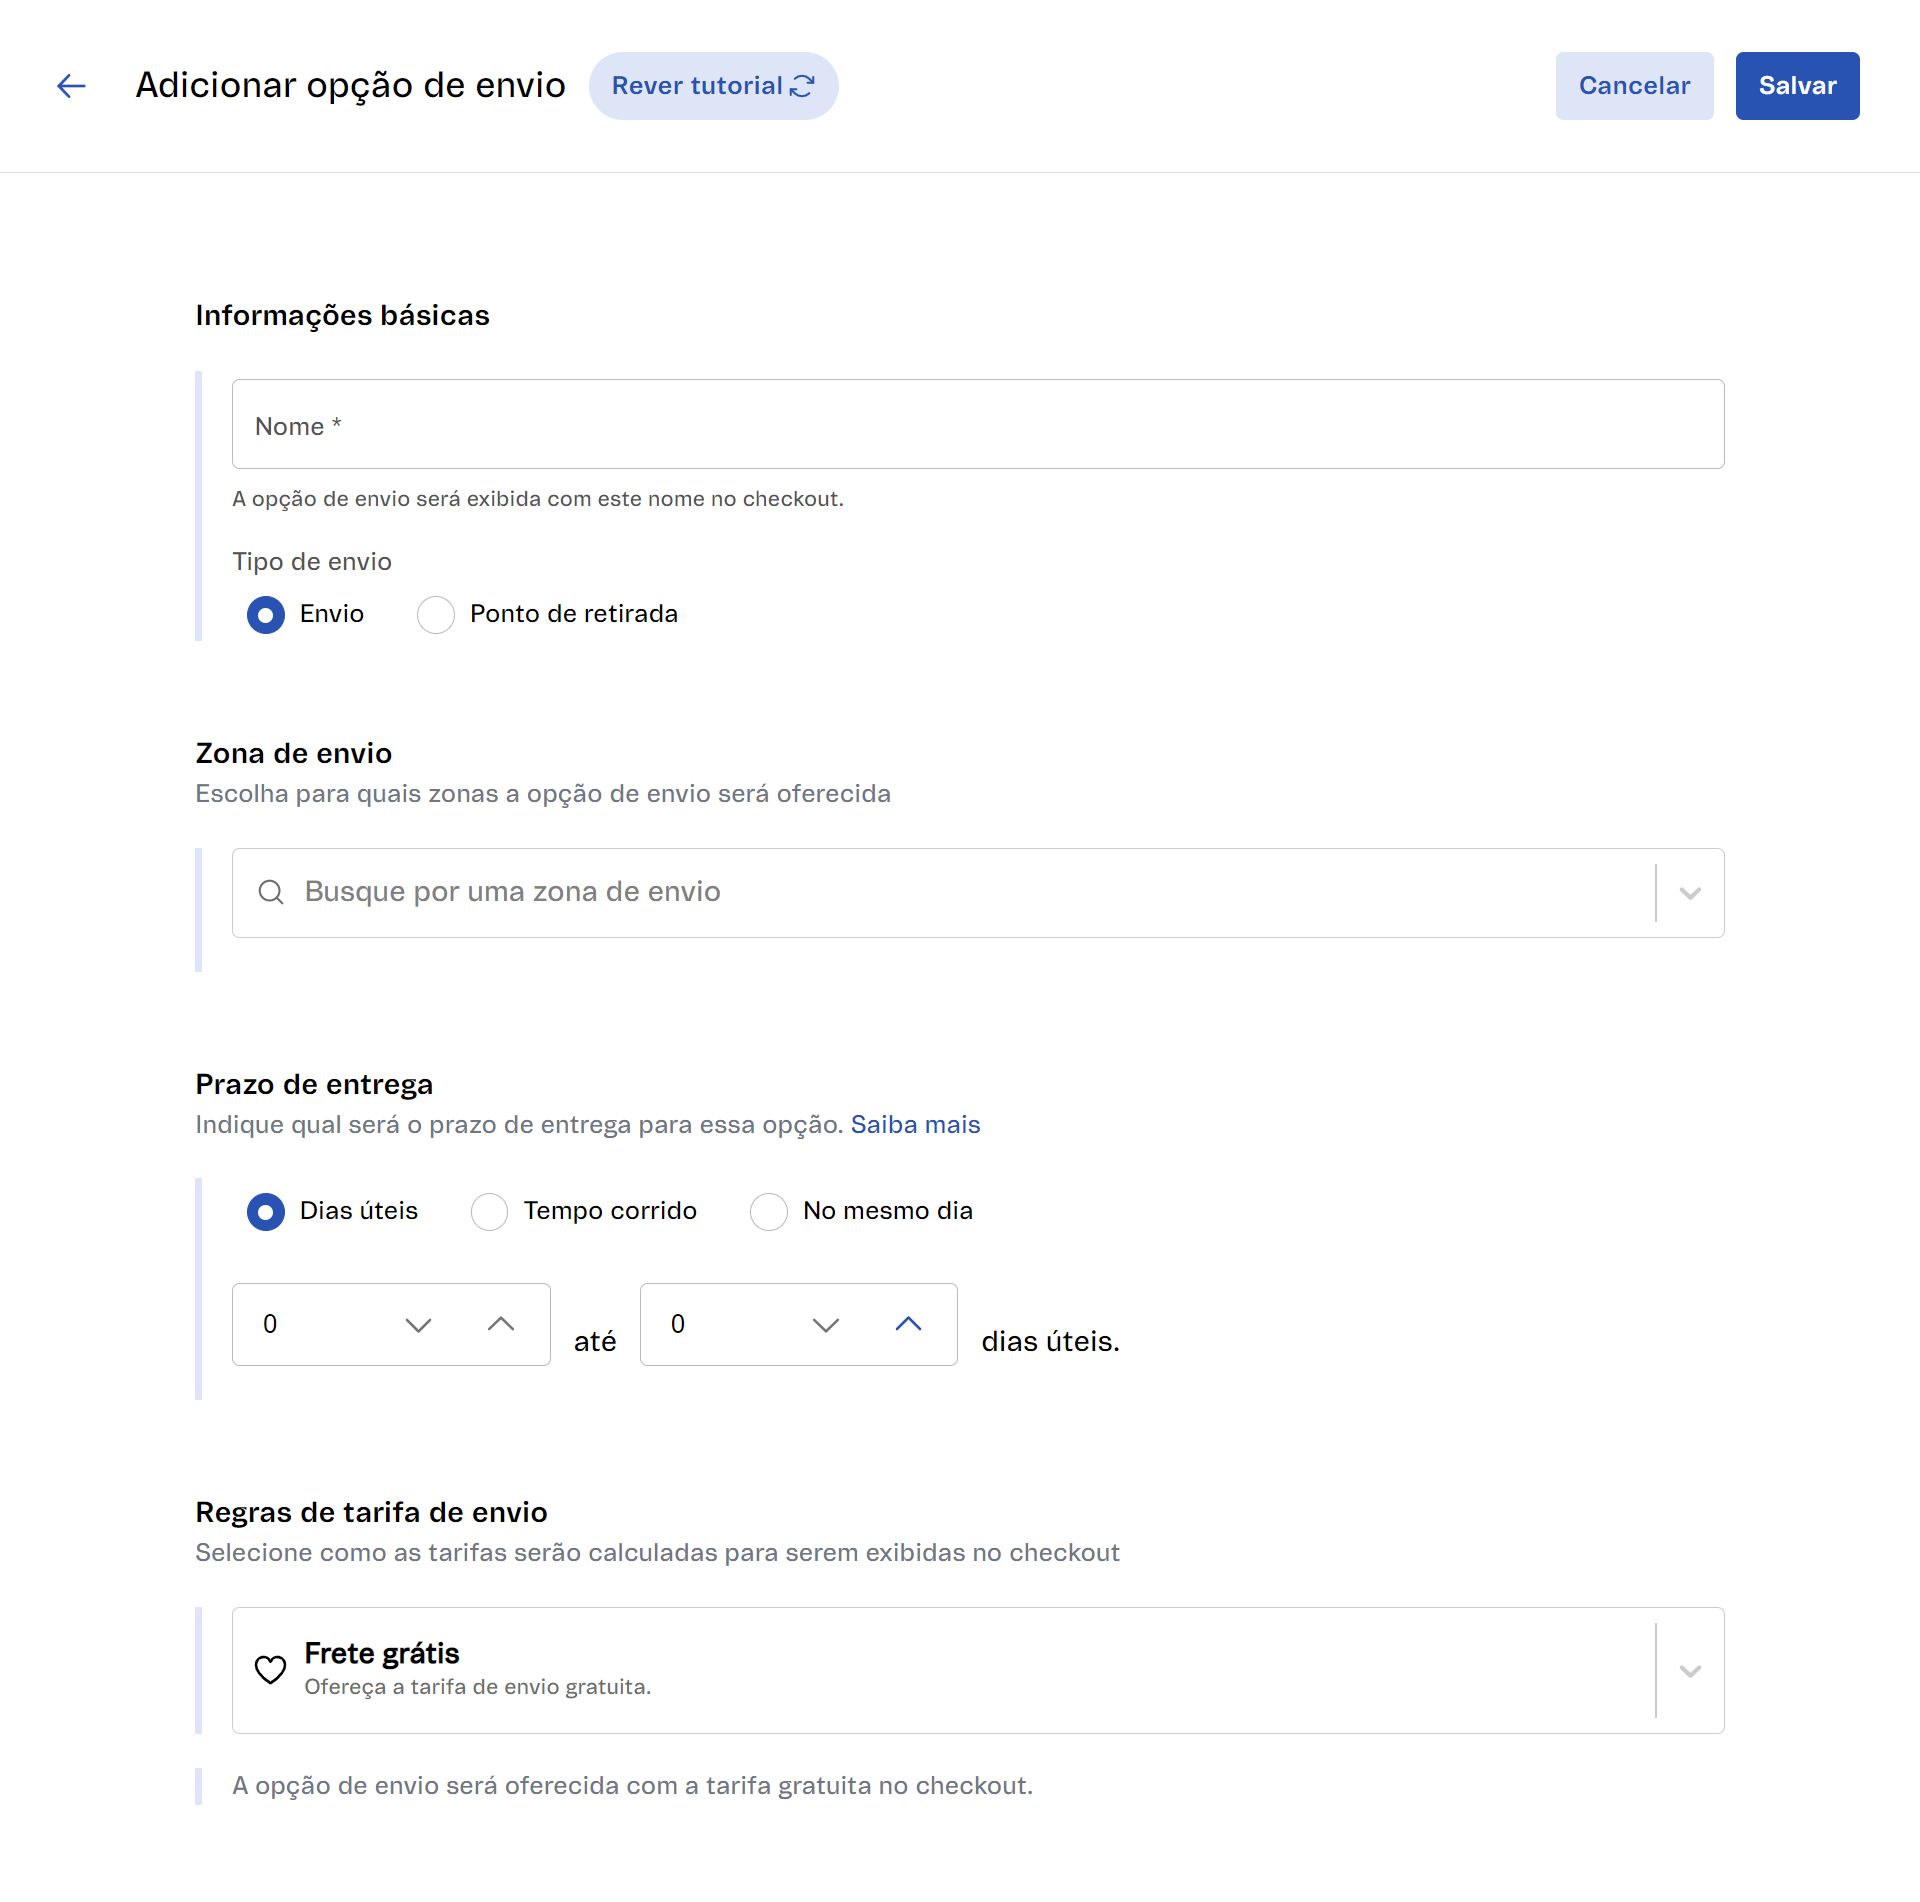 Adicionar opção de envio
Rever tutorial
Cancelar
Salvar
Informações básicas
Nome *
A opção de envio será exibida com este nome no checkout.
Tipo de envio
Envio
Ponto de retirada
Zona de envio
Escolha para quais zonas a opção de envio será oferecida
Busque por uma zona de envio
Prazo de entrega
Indique qual será o prazo de entrega para essa opção. Saiba mais
Dias úteis
Tempo corrido
No mesmo dia
0
até
0
dias úteis.
Regras de tarifa de envio
Selecione como as tarifas serão calculadas para serem exibidas no checkout
Frete grátis
Ofereça a tarifa de envio gratuita.
A opção de envio será oferecida com a tarifa gratuita no checkout.